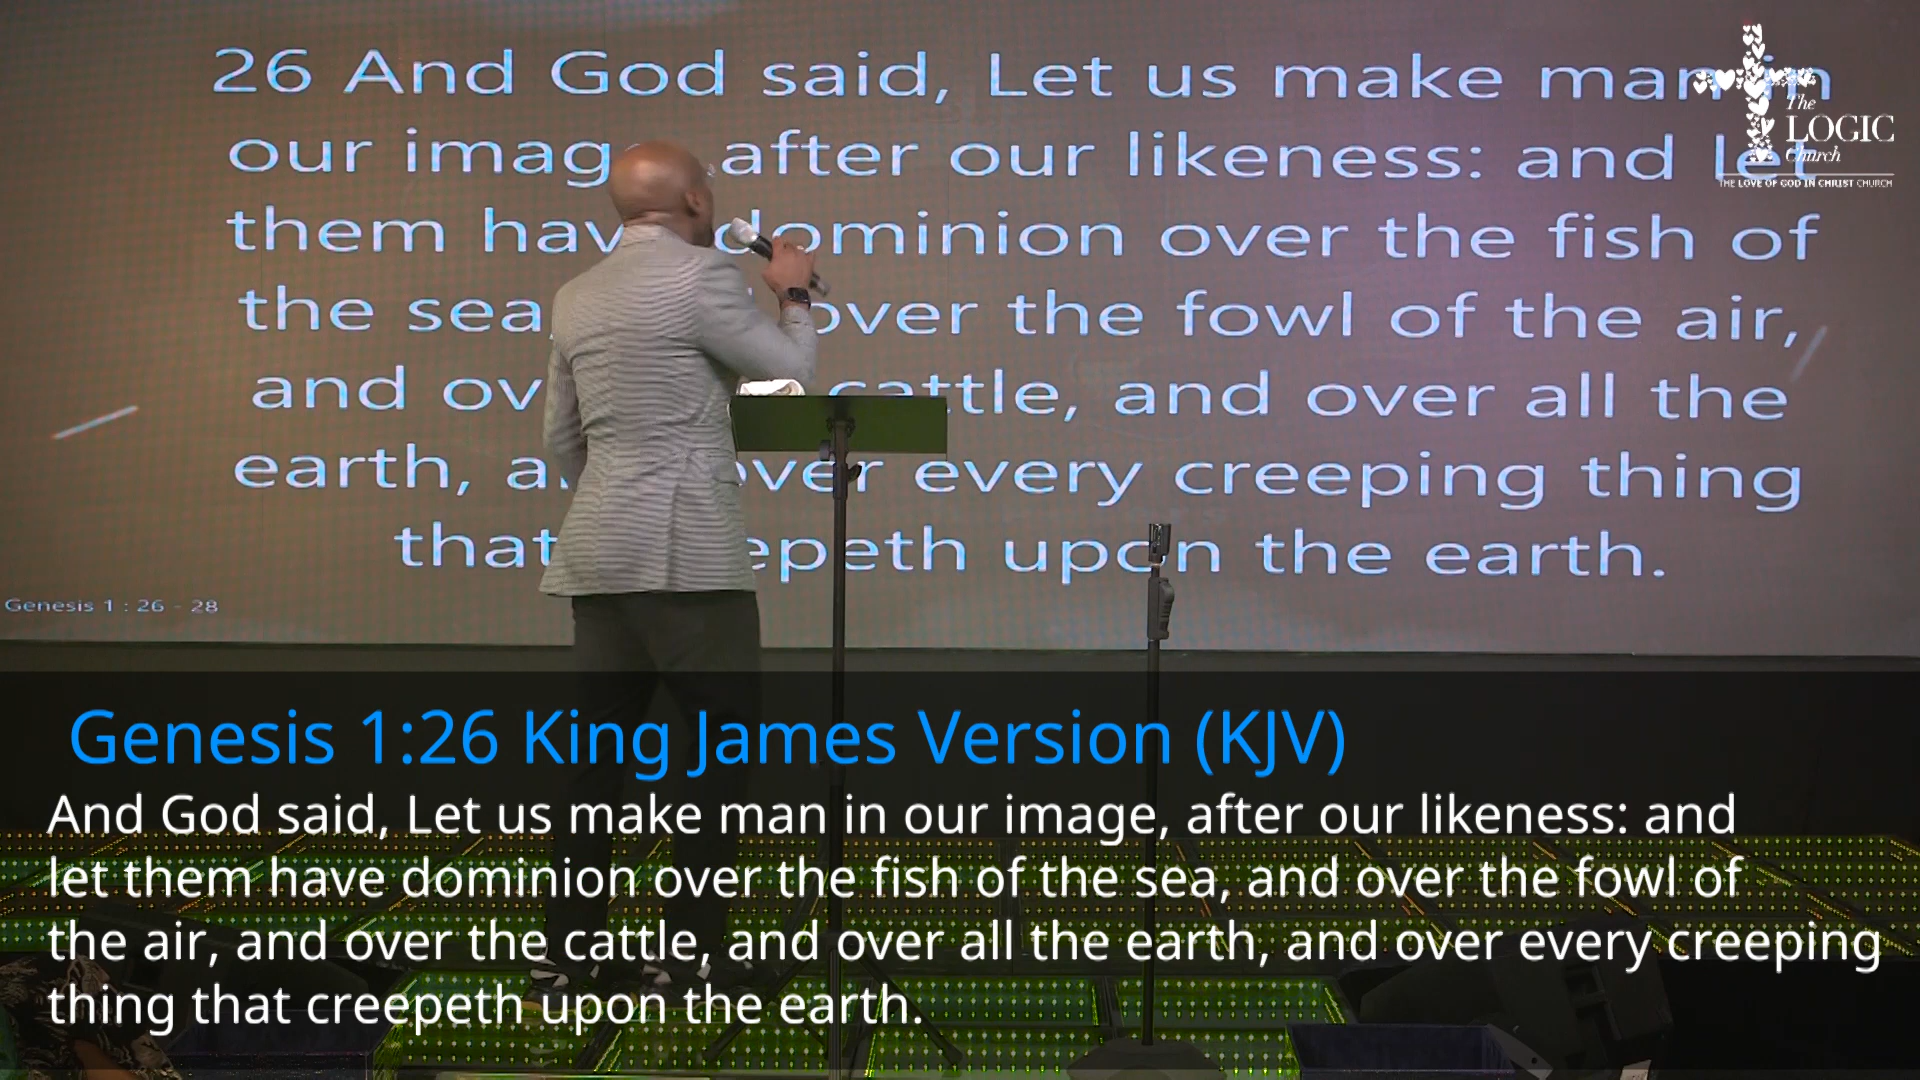 26 And God said, Let us make man in
our imag after our likeness: and let
them hav dominion over the fish of
the sea, over the fowl of the air,
and ov cattle, and over all the
earth, a over every creeping thing
that epeth upon the earth.
Genesis 1 : 26 - 28
The
LOGIC
Church
THE LOVE OF GOD IN CHRIST CHURCH
Genesis 1:26 King James Version (KJV)
And God said, Let us make man in our image, after our likeness: and
let them have dominion over the fish of the sea, and over the fowl of
the air, and over the cattle, and over all the earth, and over every creeping
thing that creepeth upon the earth.